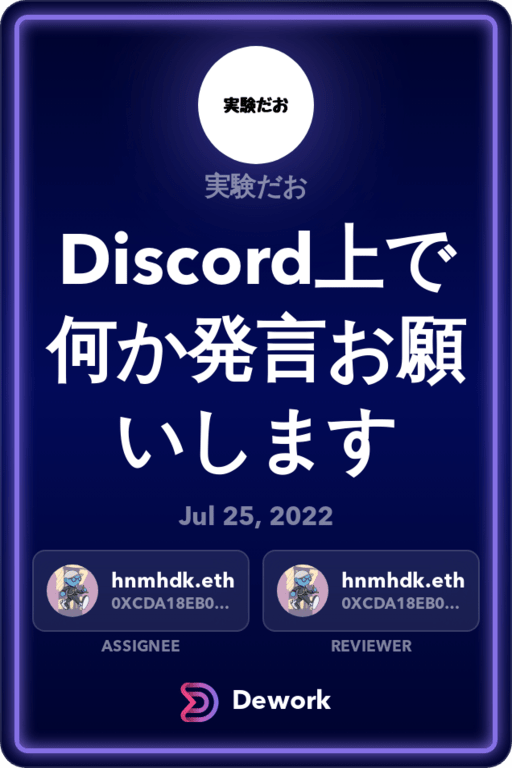 実験だお
実験だお
Discord上で
何か発言お願
いします
Jul 25, 2022
hnmhdk.eth
0XCDA18EB0...
ASSIGNEE
hnmhdk.eth
0XCDA18EB0...
REVIEWER
Dework